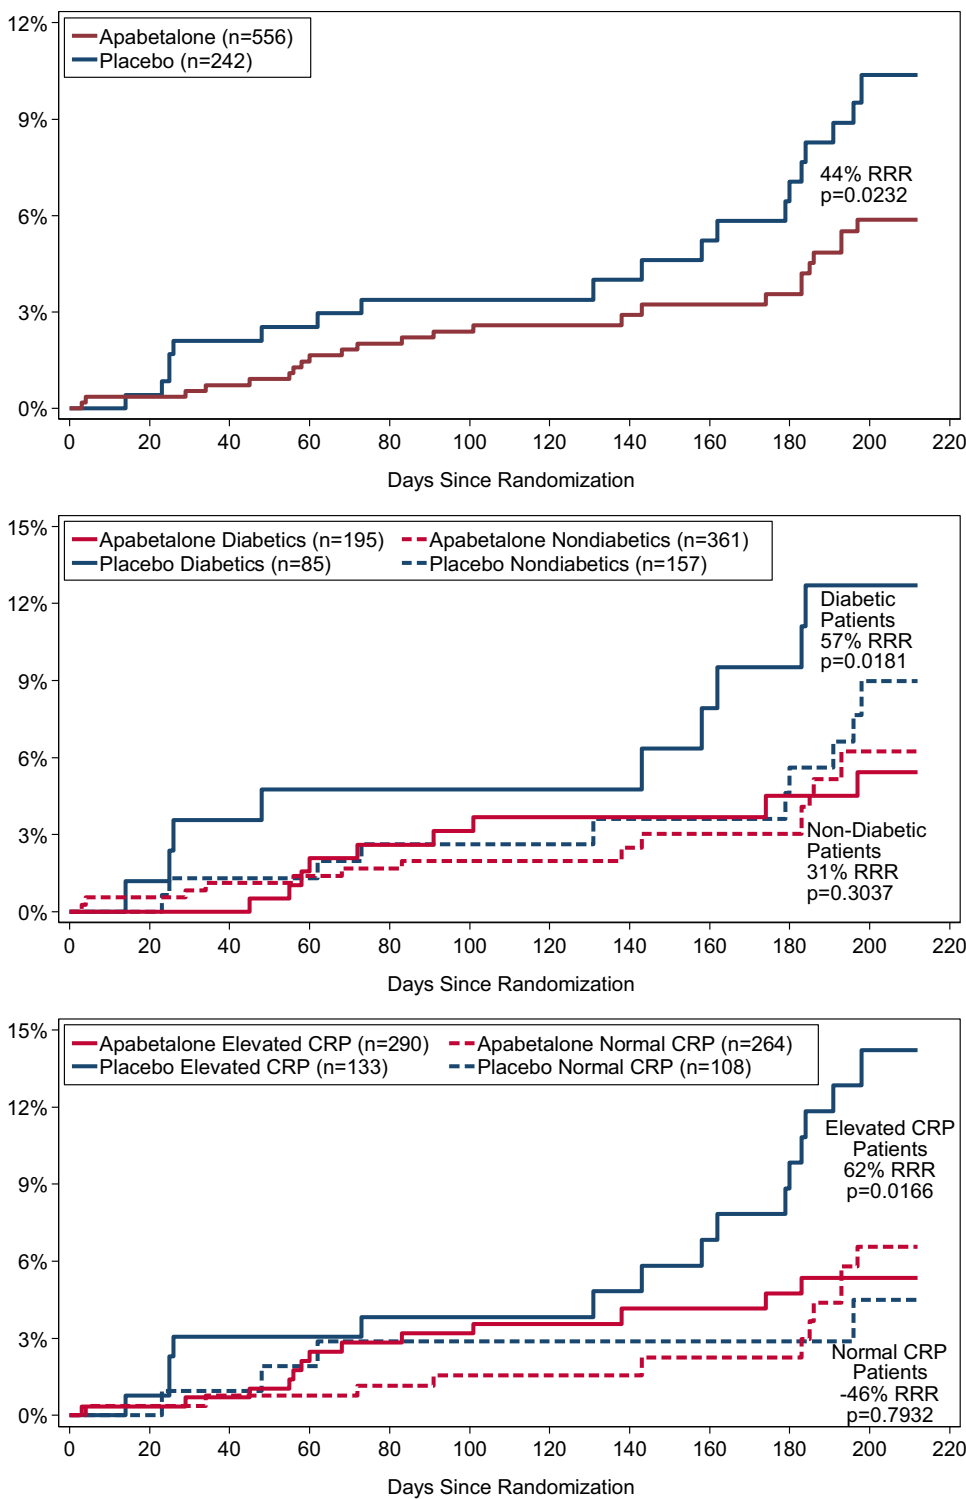 12%
9%
6%
3%
0%
Apabetalone (n=556)
Placebo (n=242)
44% RRR
p=0.0232
0 20 40 60 80 100 120 140 160 180 200 220
Days Since Randomization
15%
12%
9%
6%
3%
0%
Apabetalone Diabetics (n=195) Apabetalone Nondiabetics (n=361)
Placebo Diabetics (n=85) Placebo Nondiabetics (n=157)
Diabetic
Patients
57% RRR
p=0.0181
Non-Diabetic
Patients
31% RRR
p=0.3037
0 20 40 60 80 100 120 140 160 180 200 220
Days Since Randomization
15%
12%
9%
6%
3%
0%
Apabetalone Elevated CRP (n=290) Apabetalone Normal CRP (n=264)
Placebo Elevated CRP (n=133) Placebo Normal CRP (n=108)
Elevated CRP
Patients
62% RRR
p=0.0166
Normal CRP
Patients
-46% RRR
p=0.7932
0 20 40 60 80 100 120 140 160 180 200 220
Days Since Randomization